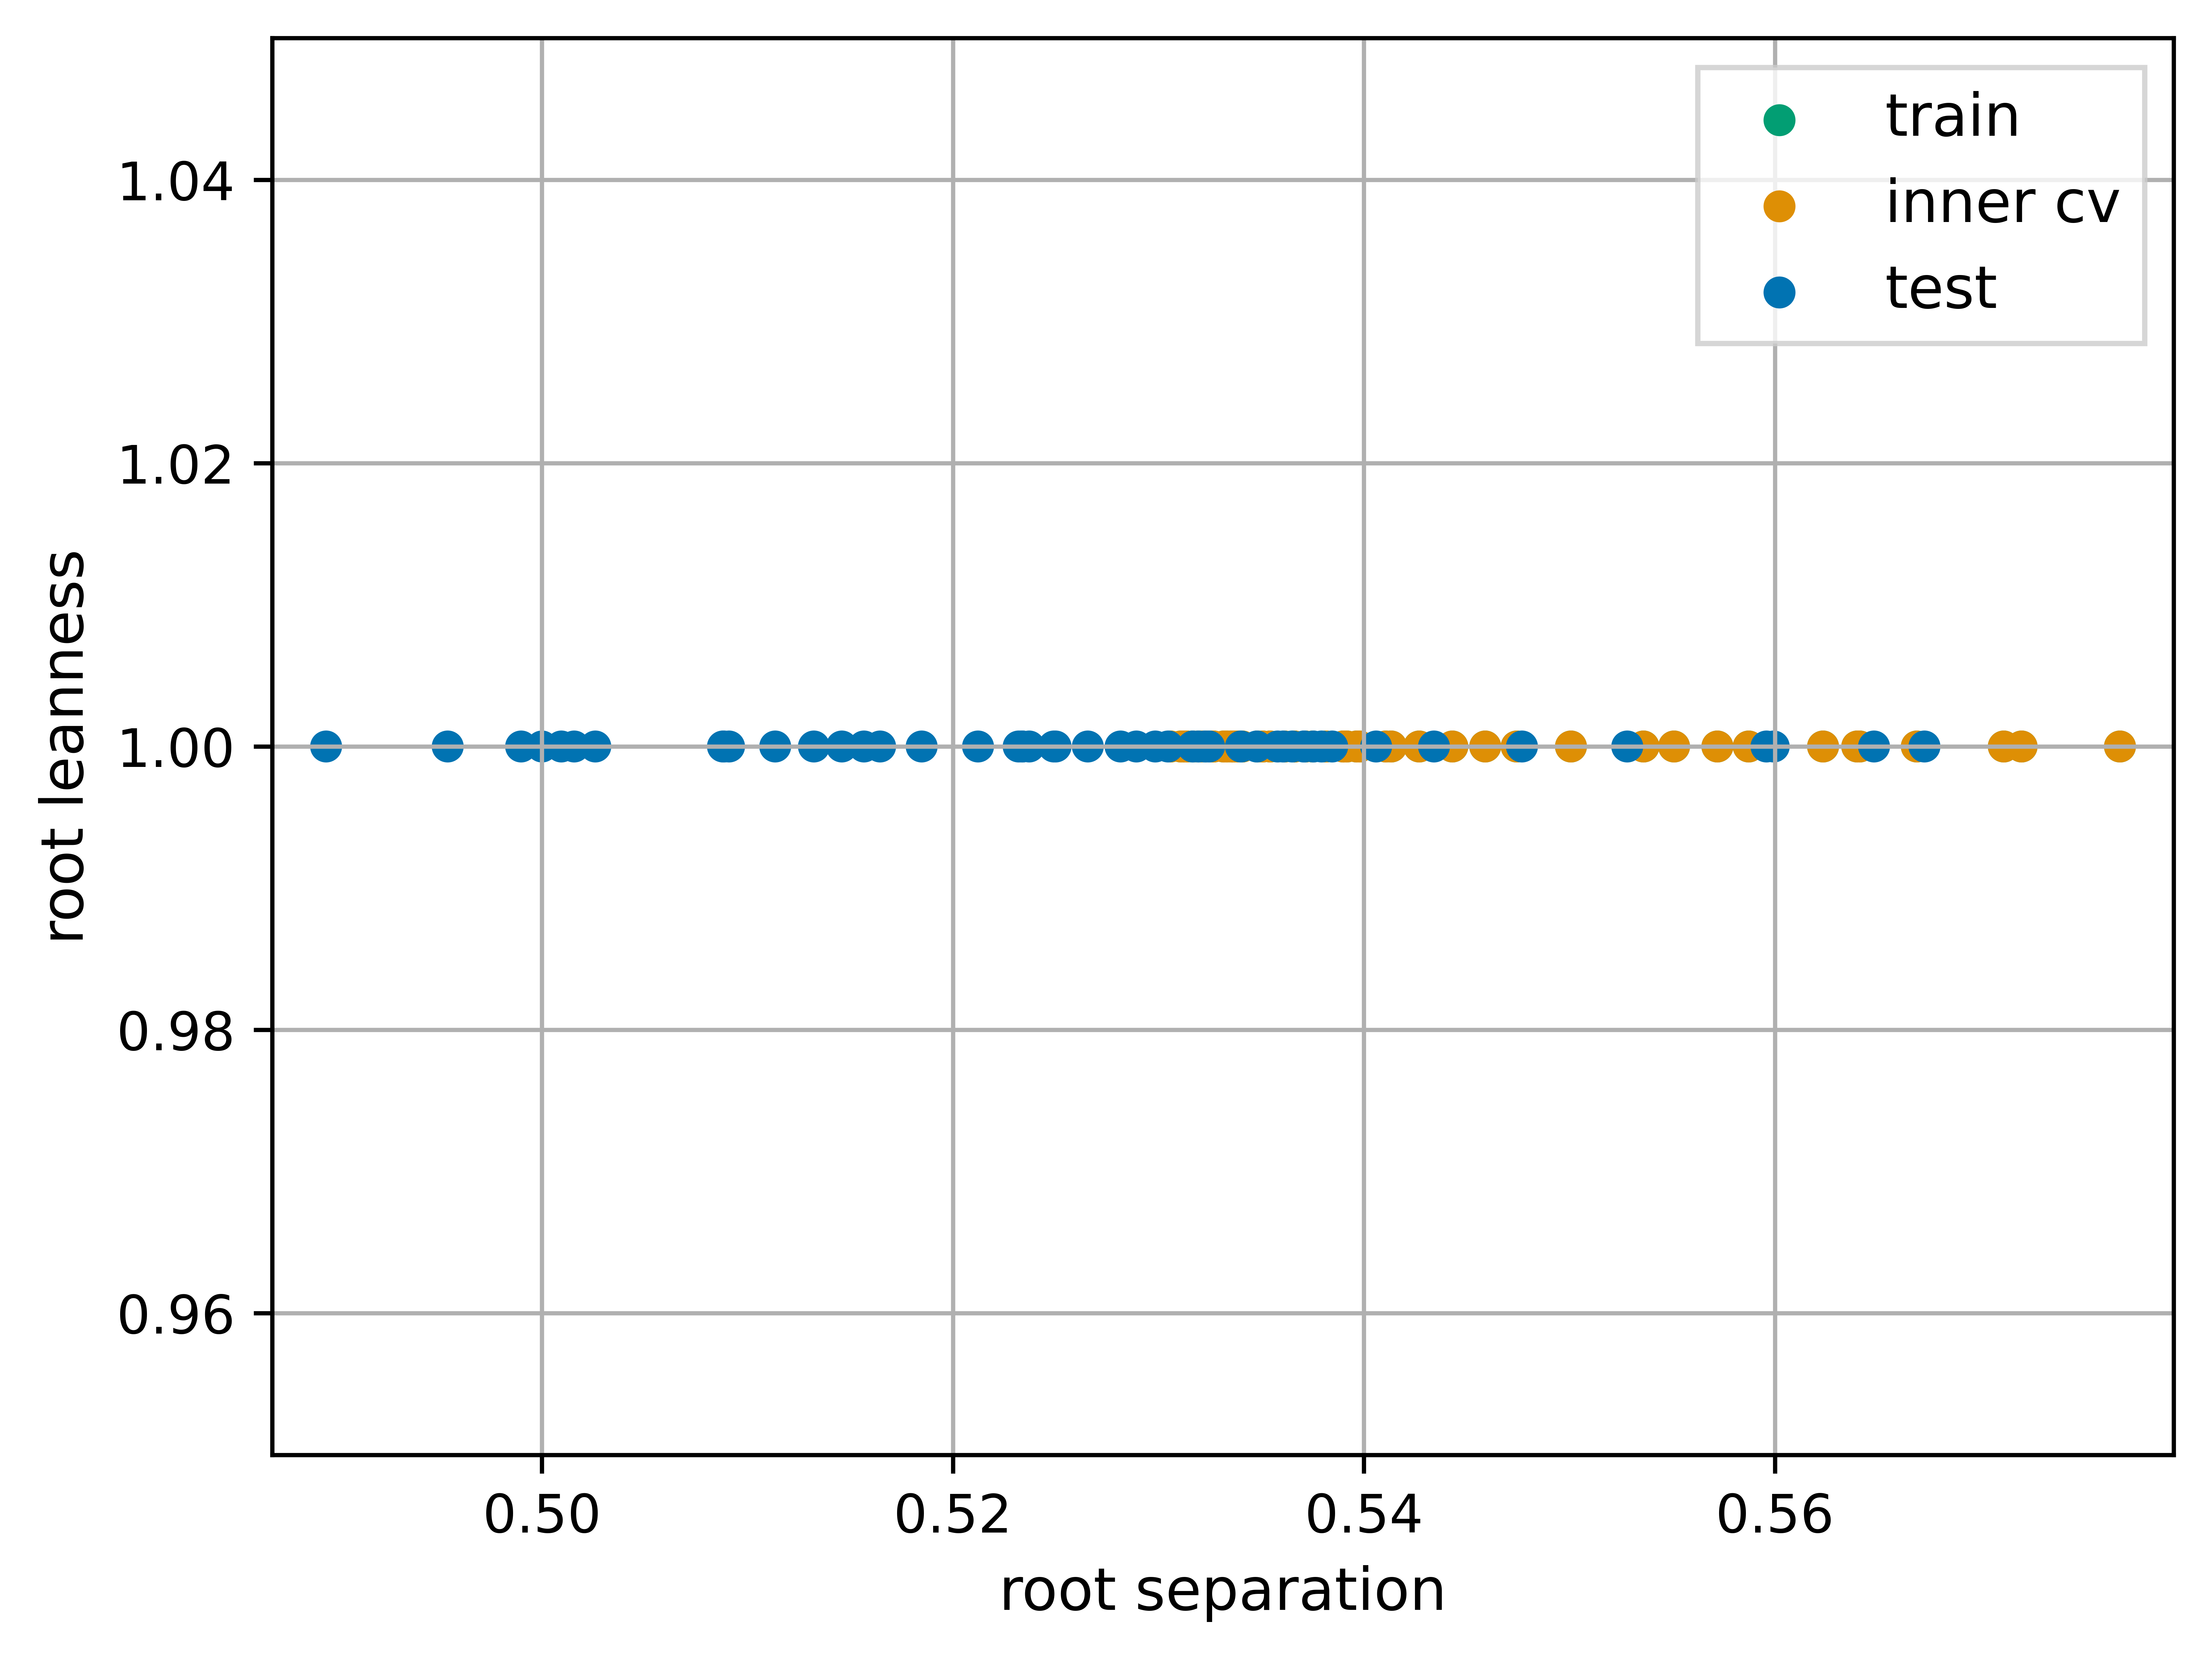 train
inner cv
test
1.04
1.02
1.00
0.98
0.96
root leanness
0.50 0.52 0.54 0.56
root separation